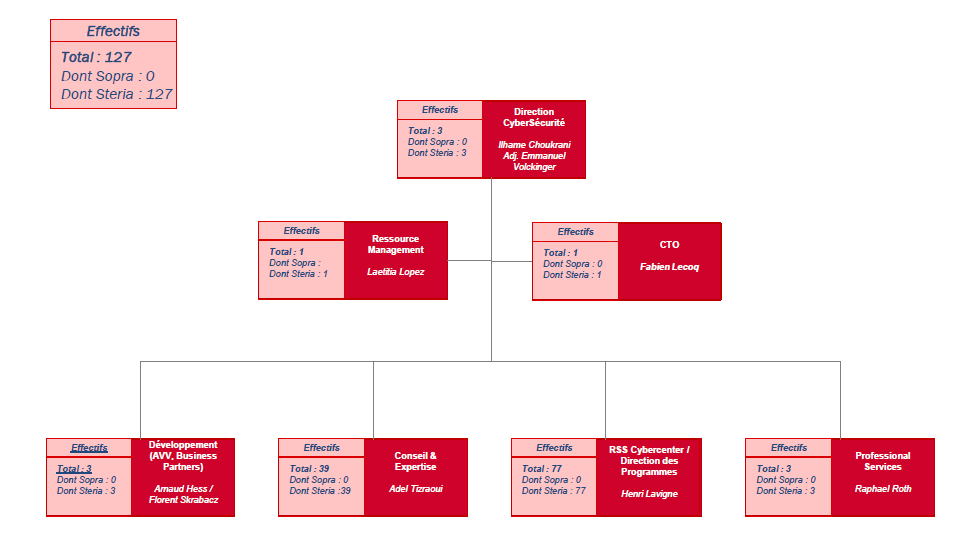 Effectifs
Total : 127
Dont Sopra : 0
Dont Steria : 127
Effectifs
Total : 3
Dont Sopra : 0
Dont Steria : 3
Direction
CyberSécurité
Ilhame Choukrani
Adj. Emmanuel
Volckinger
Effectifs
Total : 1
Dont Sopra :
Dont Steria : 1
Ressource
Management
Laetitia Lopez
Effectifs
Total : 1
Dont Sopra : 0
Dont Steria : 1
CTO
Fabien Lecoq
Effectifs
Total : 3
Dont Sopra : 0
Dont Steria : 3
Développement
(AVV, Business
Partners)
Arnaud Hess /
Florent Skrabacz
Effectifs
Total : 39
Dont Sopra : 0
Dont Steria :39
Conseil &
Expertise
Adel Tizraoui
Effectifs
Total : 77
Dont Sopra : 0
Dont Steria : 77
RSS Cybercenter /
Direction des
Programmes
Henri Lavigne
Effectifs
Total : 3
Dont Sopra : 0
Dont Steria : 3
Professional
Services
Raphael Roth